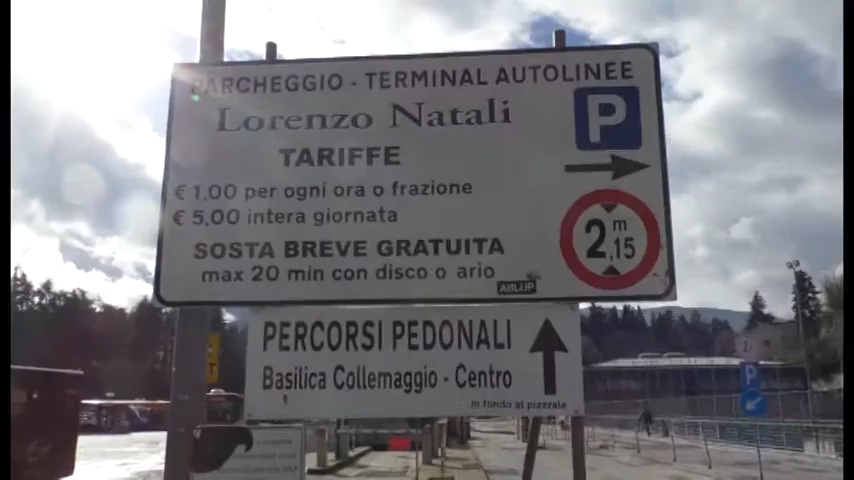 PARCHEGGIO - TERMINAL AUTOLINEE
Lorenzo Natali
P
TARIFFE
€ 1,00 per ogni ora o frazione
€ 5,00 intera giornata
2,15 m
SOSTA BREVE GRATUITA
max 20 min con disco o ario
PERCORSI PEDONALI
Basilica Collemaggio - Centro
in fondo al piazzale
P